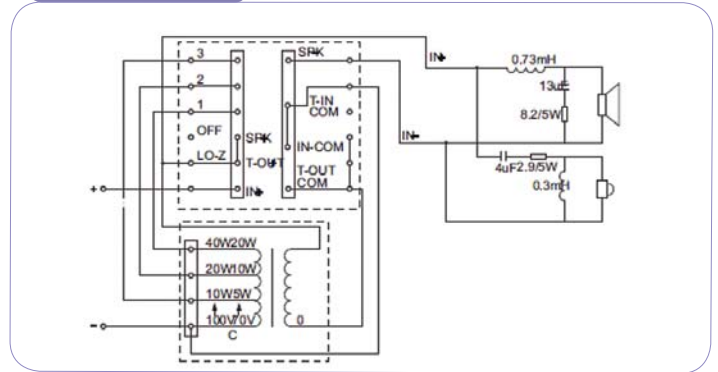 3
2
1
OFF
LO-Z
SPK
T-OUT
IN+
SPK
T-IN
COM
IN-COM
T-OUT
COM
+
-
40W20W
20W10W
10W5W
100V70V
C
0
IN+
IN-
0.73mH
13uF
8.2/5W
4uF
2.9/5W
0.3mH